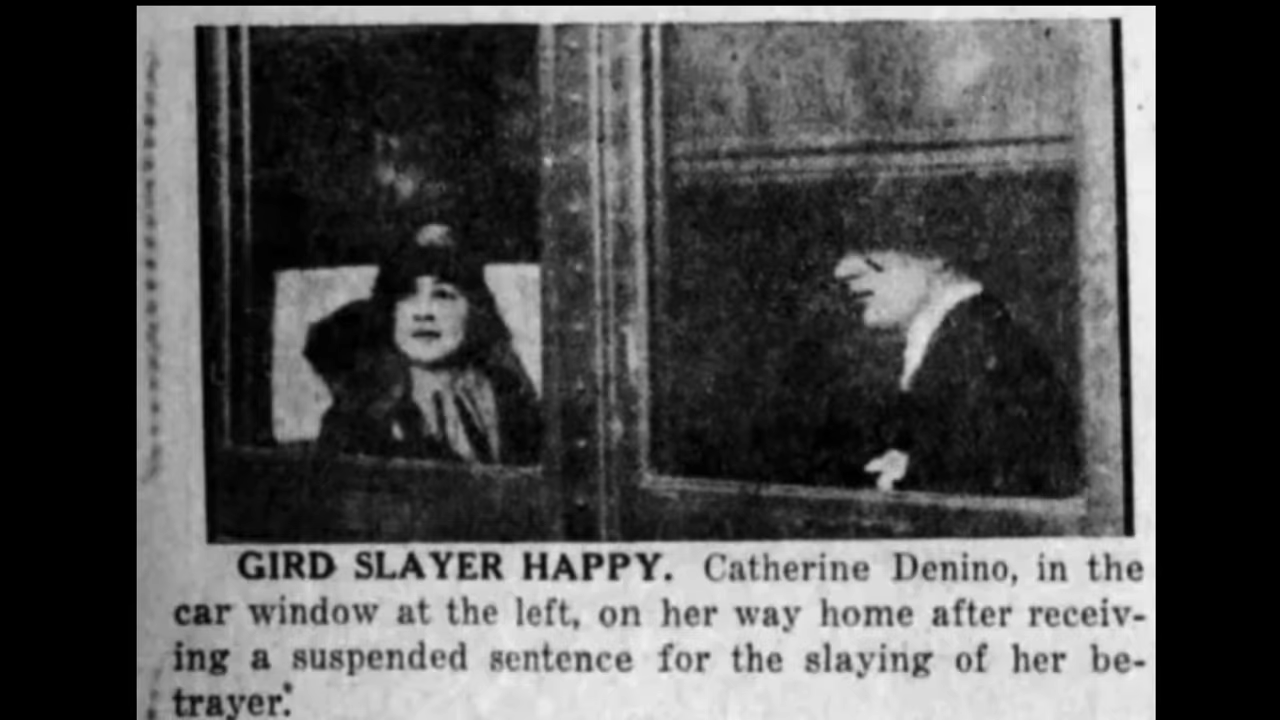 GIRD SLAYER HAPPY. Catherine Denino, in the
car window at the left, on her way home after receiv-
ing a suspended sentence for the slaying of her be-
trayer.